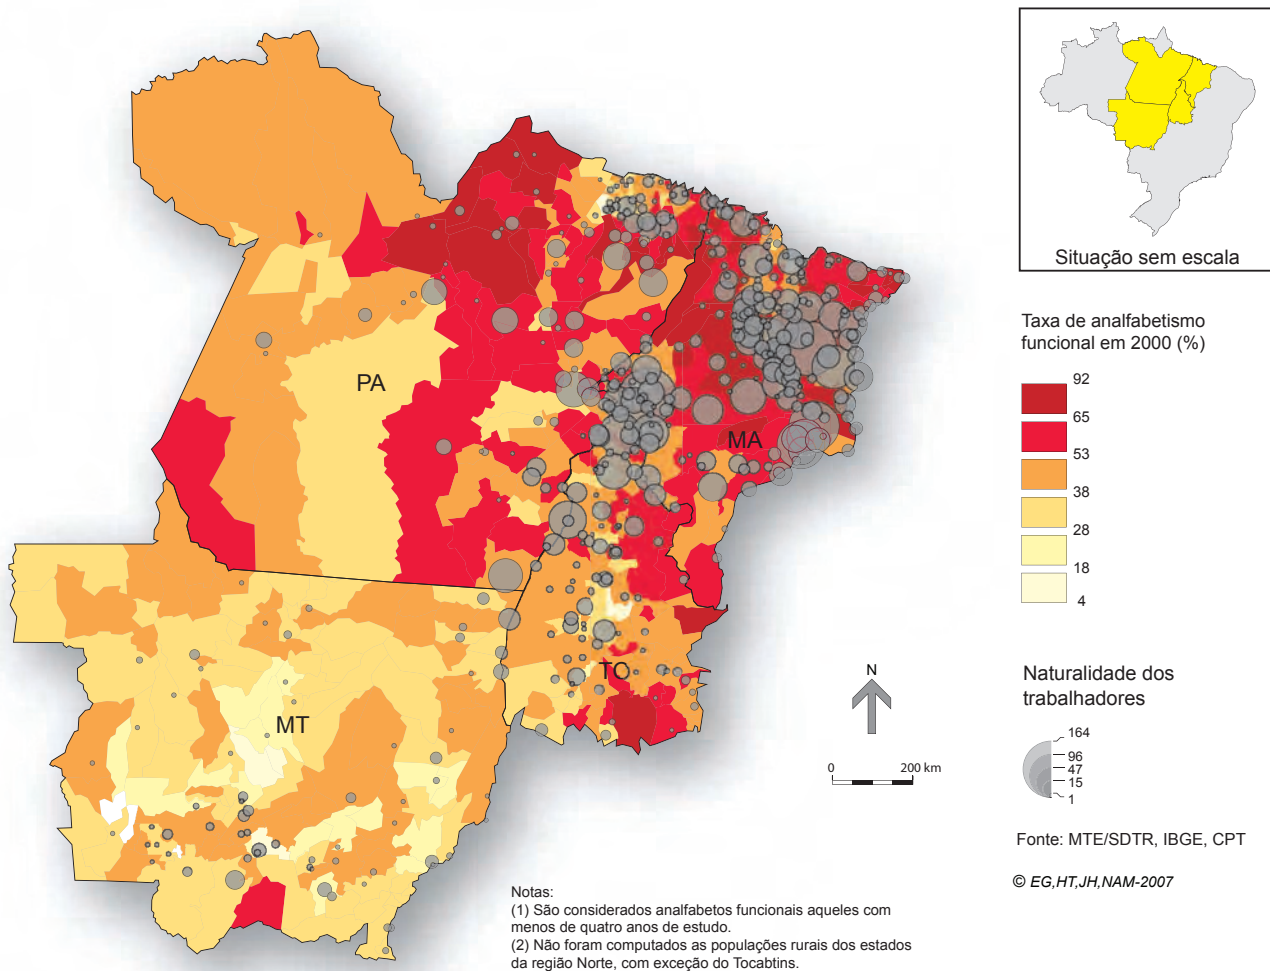 PA
MA
TO
MT
N
0 200 km
Notas:
(1) São considerados analfabetos funcionais aqueles com
menos de quatro anos de estudo.
(2) Não foram computados as populações rurais dos estados
da região Norte, com exceção do Tocabtins.
Situação sem escala
Taxa de analfabetismo
funcional em 2000 (%)
92
65
53
38
28
18
4
Naturalidade dos
trabalhadores
164
96
47
15
1
Fonte: MTE/SDTR, IBGE, CPT
© EG,HT,JH,NAM-2007